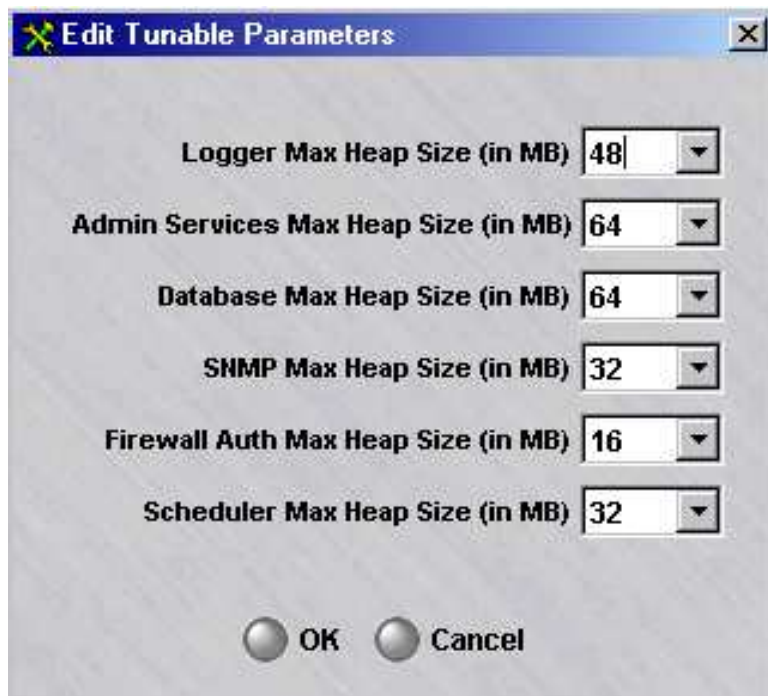 Edit Tunable Parameters
Logger Max Heap Size (in MB) 48
Admin Services Max Heap Size (in MB) 64
Database Max Heap Size (in MB) 64
SNMP Max Heap Size (in MB) 32
Firewall Auth Max Heap Size (in MB) 16
Scheduler Max Heap Size (in MB) 32
OK Cancel